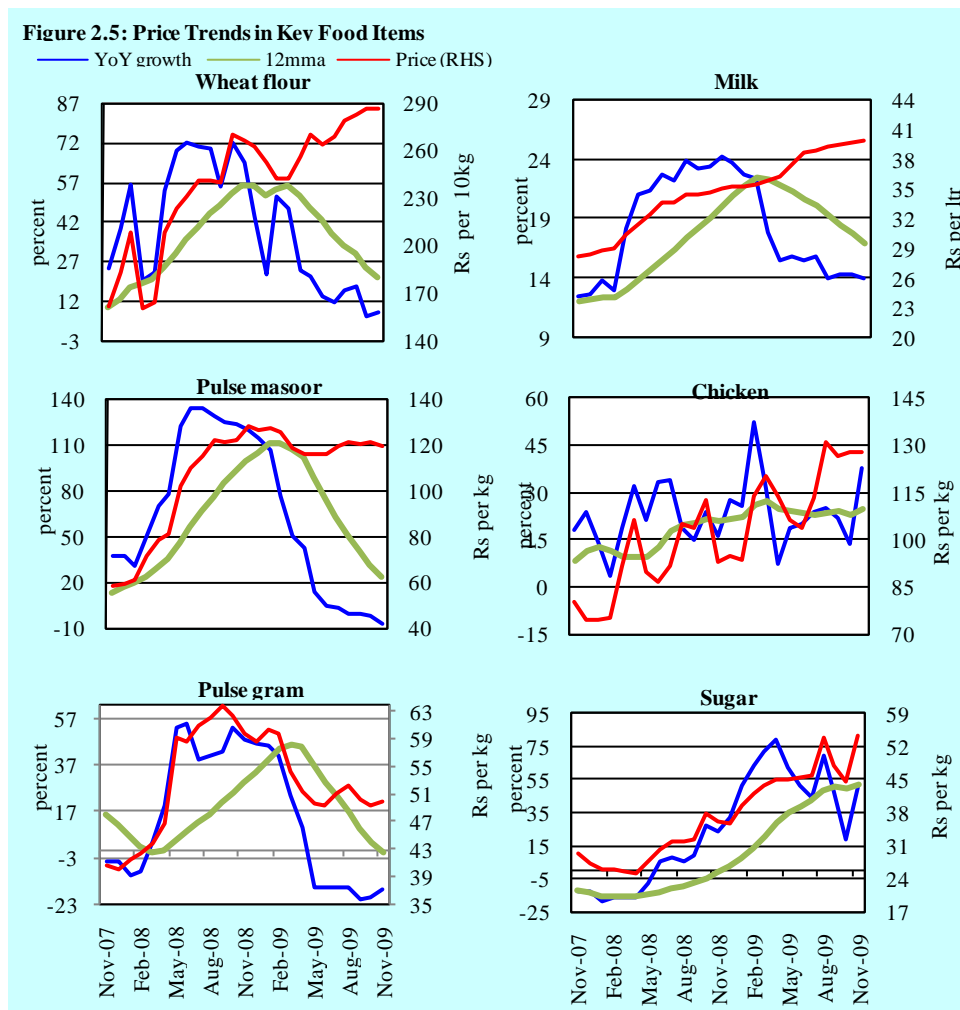 Figure 2.5: Price Trends in Key Food Items
YoY growth 12mma Price (RHS)
Wheat flour
87
72
57
42
27
12
-3
percent
290
260
230
200
170
140
Rs per 10kg
Milk
29
24
19
14
9
percent
44
41
38
35
32
29
26
23
20
Rs per ltr
Pulse masoor
140
110
80
50
20
-10
percent
140
120
100
80
60
40
Rs per kg
Chicken
60
45
30
15
0
-15
percent
145
130
115
100
85
70
Rs per kg
Pulse gram
57
37
17
-3
-23
percent
63
59
55
51
47
43
39
35
Rs per kg
Nov-07
Feb-08
May-08
Aug-08
Nov-08
Feb-09
May-09
Aug-09
Nov-09
Sugar
95
75
55
35
15
-5
-25
percent
59
52
45
38
31
24
17
Rs per kg
Nov-07
Feb-08
May-08
Aug-08
Nov-08
Feb-09
May-09
Aug-09
Nov-09